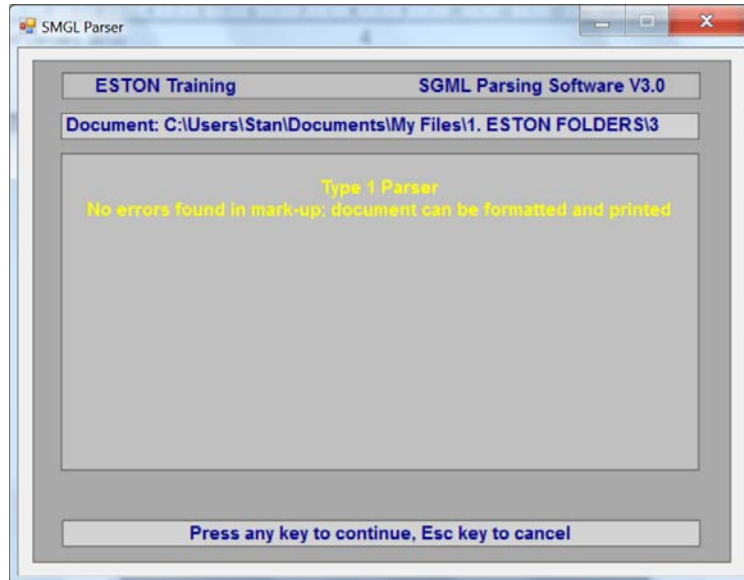 SMGL Parser
ESTON Training SGML Parsing Software V3.0
Document: C:\Users\Stan\Documents\My Files\1. ESTON FOLDERS\3
Type 1 Parser
No errors found in mark-up; document can be formatted and printed
Press any key to continue, Esc key to cancel